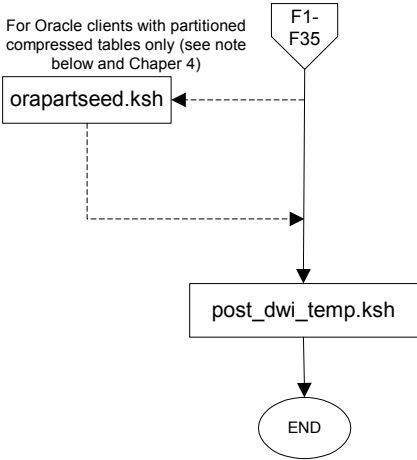 For Oracle clients with partitioned
compressed tables only (see note
below and Chaper 4)
F1-
F35
orapartseed.ksh
post_dwi_temp.ksh
END